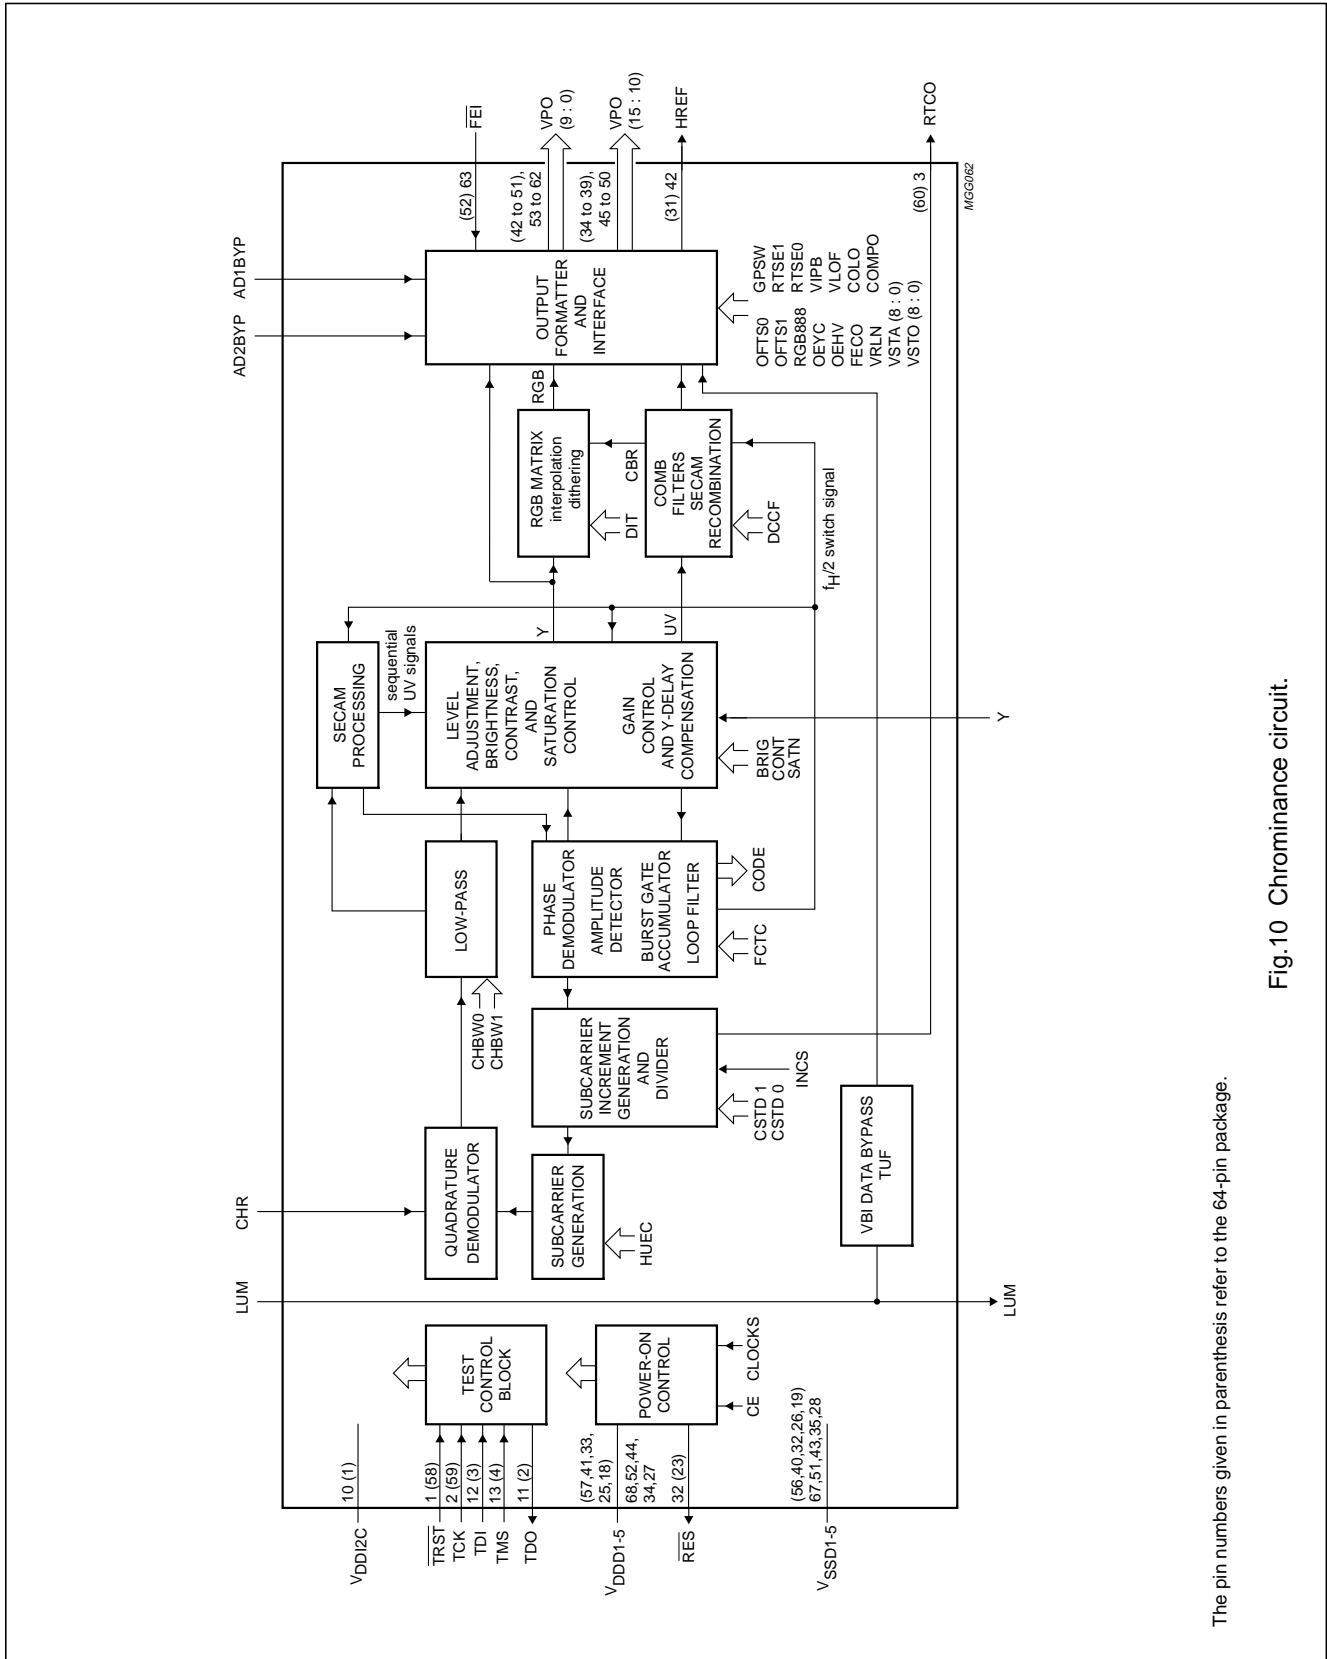 V DDI2C
10 (1)
TRST
1 (58)
TCK
2 (59)
TDI
12 (3)
TMS
13 (4)
TDO
11 (2)
TEST
CONTROL
BLOCK
V DDD1-5
(57,41,33,
25,18)
68,52,44,
34,27
RES
32 (23)
POWER-ON
CONTROL
CE
CLOCKS
V SSD1-5
(56,40,32,26,19)
67,51,43,35,28
LUM
LUM
CHR
QUADRATURE
DEMODULATOR
SUBCARRIER
GENERATION
HUEC
VBI DATA BYPASS
TUF
LOW-PASS
CHBW0
CHBW1
SUBCARRIER
INCREMENT
GENERATION
AND
DIVIDER
CSTD 1
CSTD 0
INCS
PHASE
DEMODULATOR
AMPLITUDE
DETECTOR
BURST GATE
ACCUMULATOR
LOOP FILTER
FCTC
CODE
SECAM
PROCESSING
sequential
UV signals
LEVEL
ADJUSTMENT,
BRIGHTNESS,
CONTRAST,
AND
SATURATION
CONTROL
GAIN
CONTROL
AND Y-DELAY
COMPENSATION
BRIG
CONT
SATN
Y
Y
UV
fH/2 switch signal
RGB MATRIX
interpolation
dithering
DIT
CBR
RGB
COMB
FILTERS
SECAM
RECOMBINATION
DCCF
AD2BYP
AD1BYP
OUTPUT
FORMATTER
AND
INTERFACE
OFTS0
OFTS1
RGB888
OEYC
OEHV
FECO
VRLN
VSTA (8 : 0)
VSTO (8 : 0)
GPSW
RTSE1
RTSE0
VIPB
VLOF
COLO
COMPO
(52) 63
FEI
(42 to 51),
53 to 62
VPO
(9 : 0)
(34 to 39),
45 to 50
VPO
(15 : 10)
(31) 42
HREF
(60) 3
RTCO
MGG062
The pin numbers given in parenthesis refer to the 64-pin package.
Fig.10 Chrominance circuit.